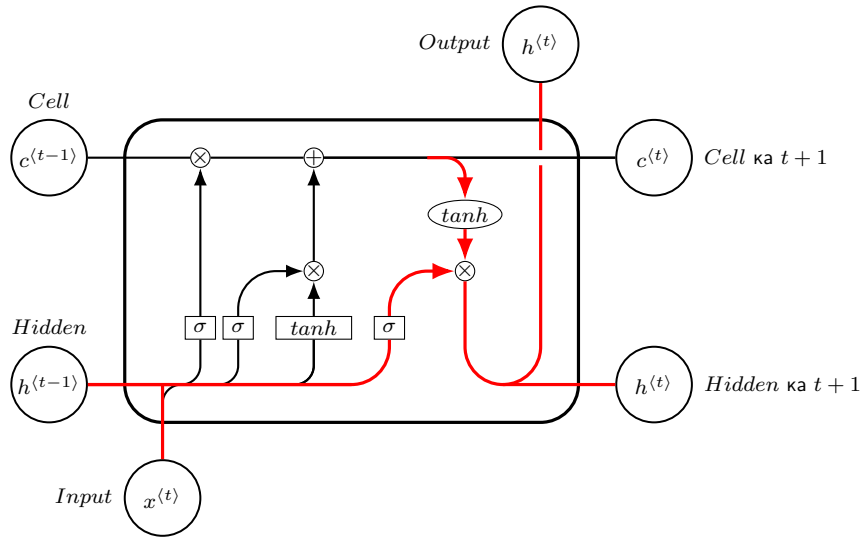 Output h⟨t⟩
Cell
c⟨t−1⟩
× +
c⟨t⟩ Cell ка t + 1
tanh
× ×
Hidden
σ σ tanh σ
h⟨t−1⟩
h⟨t⟩ Hidden ка t + 1
Input x⟨t⟩